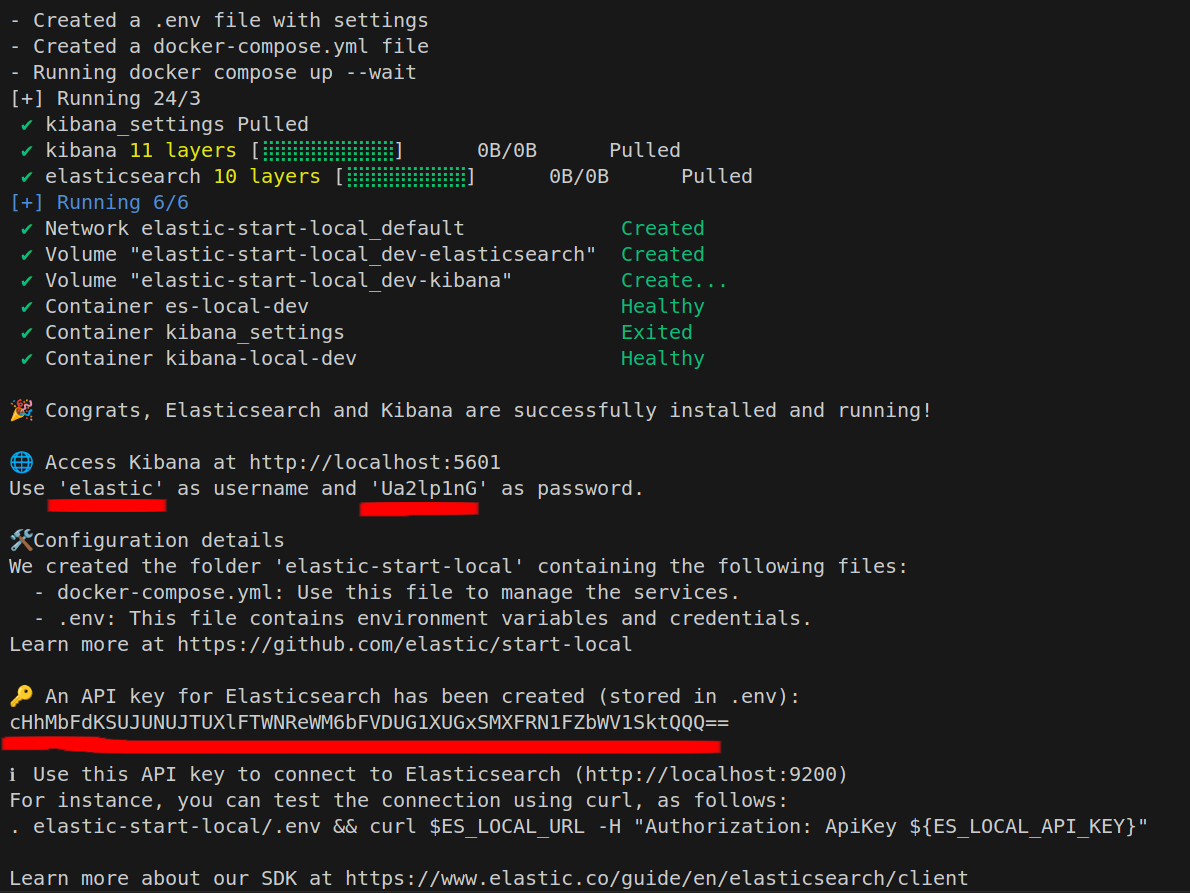 - Created a .env file with settings
- Created a docker-compose.yml file
- Running docker compose up --wait
[+] Running 24/3
✔ kibana_settings Pulled
✔ kibana 11 layers [⣿⣿⣿⣿⣿⣿⣿⣿⣿⣿⣿] 0B/0B Pulled
✔ elasticsearch 10 layers [⣿⣿⣿⣿⣿⣿⣿⣿⣿⣿] 0B/0B Pulled
[+] Running 6/6
✔ Network elastic-start-local_default Created
✔ Volume "elastic-start-local_dev-elasticsearch" Created
✔ Volume "elastic-start-local_dev-kibana" Create...
✔ Container es-local-dev Healthy
✔ Container kibana_settings Exited
✔ Container kibana-local-dev Healthy
🎉 Congrats, Elasticsearch and Kibana are successfully installed and running!
🌐 Access Kibana at http://localhost:5601
Use 'elastic' as username and 'Ua2lp1nG' as password.
🛠️Configuration details
We created the folder 'elastic-start-local' containing the following files:
- docker-compose.yml: Use this file to manage the services.
- .env: This file contains environment variables and credentials.
Learn more at https://github.com/elastic/start-local
🔑 An API key for Elasticsearch has been created (stored in .env):
cHhMbFdKSUJUNUJTUXlFTWNReWM6bFVDUG1XUGxSMXFRN1FZbWV1SktQQQ==
ℹ Use this API key to connect to Elasticsearch (http://localhost:9200)
For instance, you can test the connection using curl, as follows:
. elastic-start-local/.env && curl $ES_LOCAL_URL -H "Authorization: ApiKey ${ES_LOCAL_API_KEY}"
Learn more about our SDK at https://www.elastic.co/guide/en/elasticsearch/client